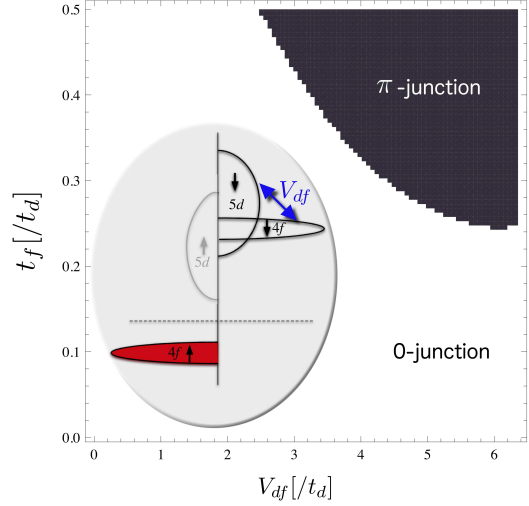 0.5
0.4
0.3
0.2
0.1
0.0
t_f [/t_d]
π-junction
V_df
5d
4f
5d
4f
0-junction
0 1 2 3 4 5 6
V_df [/t_d]